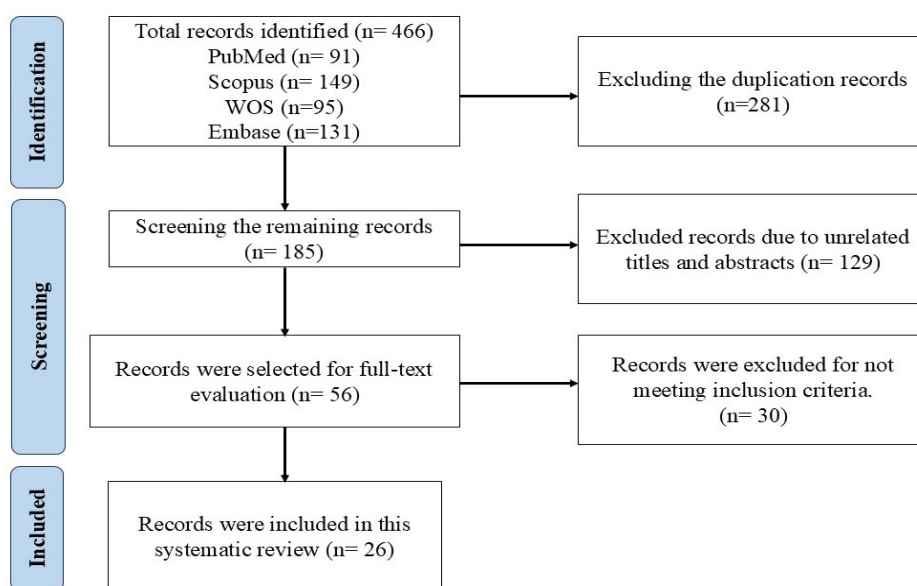 Identification
Total records identified (n= 466)
PubMed (n= 91)
Scopus (n= 149)
WOS (n=95)
Embase (n=131)
Excluding the duplication records
(n=281)
Screening
Screening the remaining records
(n= 185)
Excluded records due to unrelated
titles and abstracts (n= 129)
Records were selected for full-text
evaluation (n= 56)
Records were excluded for not
meeting inclusion criteria.
(n= 30)
Included
Records were included in this
systematic review (n= 26)